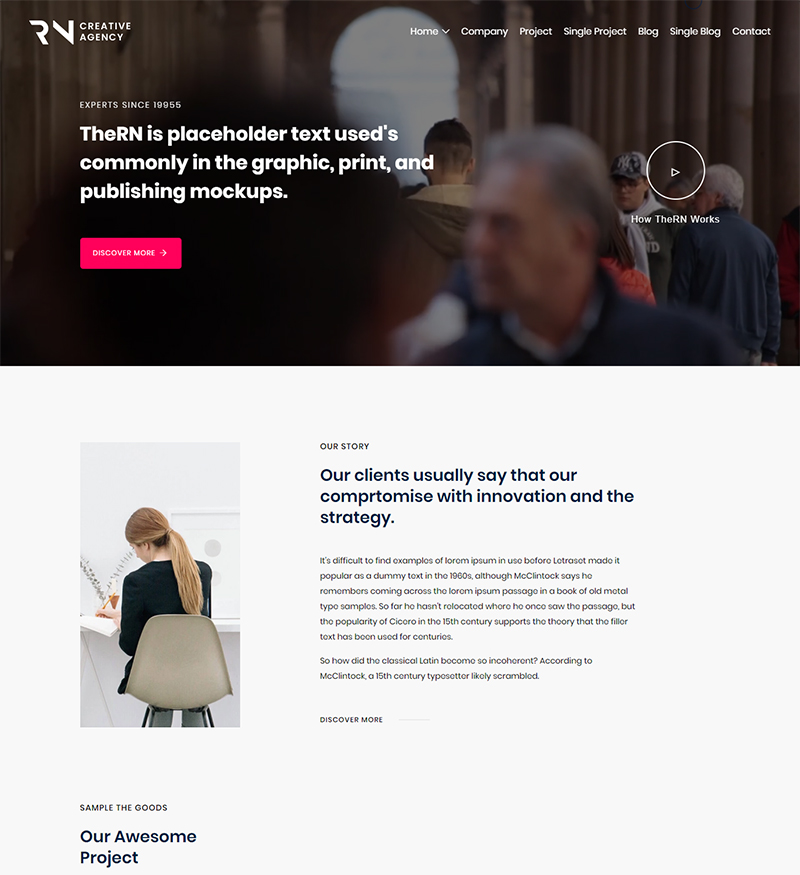 RN CREATIVE
AGENCY
Home Company Project Single Project Blog Single Blog Contact
EXPERTS SINCE 19955
TheRN is placeholder text used's
commonly in the graphic, print, and
publishing mockups.
How TheRN Works
DISCOVER MORE →
OUR STORY
Our clients usually say that our
comprtomise with innovation and the
strategy.
It's difficult to find examples of lorem ipsum in use before Letraset made it
popular as a dummy text in the 1960s, although McClintock says he
remembers coming across the lorem ipsum passage in a book of old metal
type samples. So far he hasn't relocated where he once saw the passage, but
the popularity of Cicero in the 15th century supports the theory that the filler
text has been used for centuries.
So how did the classical Latin become so incoherent? According to
McClintock, a 15th century typesetter likely scrambled.
DISCOVER MORE
SAMPLE THE GOODS
Our Awesome
Project